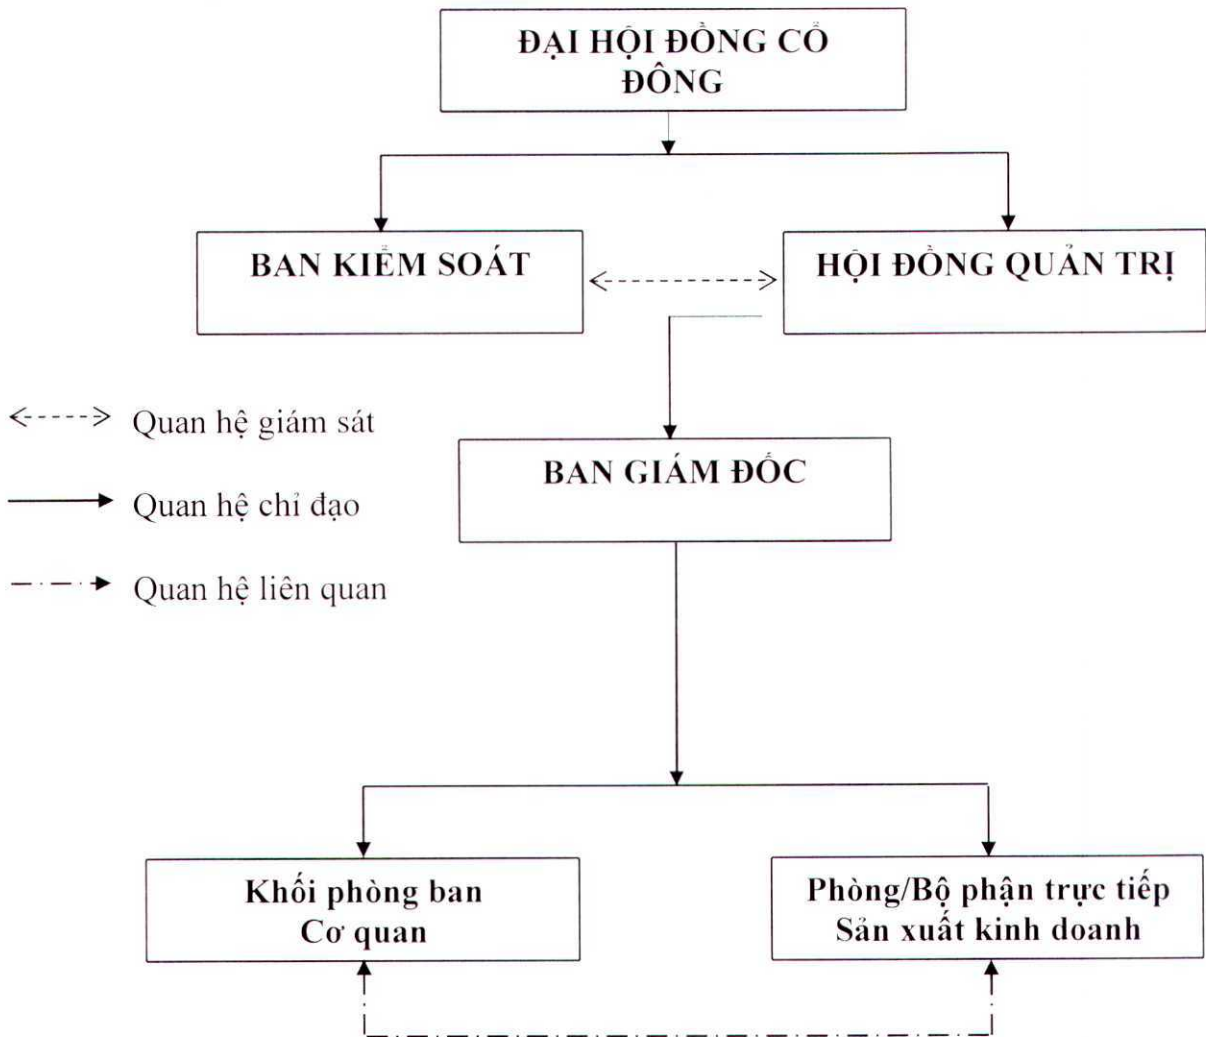 ĐẠI HỘI ĐỒNG CỔ
ĐÔNG
BAN KIỂM SOÁT
HỘI ĐỒNG QUẢN TRỊ
Quan hệ giám sát
BAN GIÁM ĐỐC
Quan hệ chỉ đạo
Quan hệ liên quan
Khối phòng ban
Cơ quan
Phòng/Bộ phận trực tiếp
Sản xuất kinh doanh